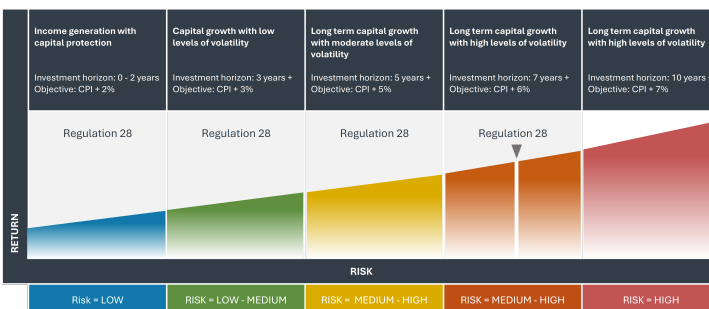 Income generation with
capital protection
Investment horizon: 0 - 2 years
Objective: CPI + 2%
Capital growth with low
levels of volatility
Investment horizon: 3 years +
Objective: CPI + 3%
Long term capital growth
with moderate levels of
volatility
Investment horizon: 5 years +
Objective: CPI + 5%
Long term capital growth
with high levels of volatility
Investment horizon: 7 years +
Objective: CPI + 6%
Long term capital growth
with high levels of volatility
Investment horizon: 10 years +
Objective: CPI + 7%
Regulation 28
Regulation 28
Regulation 28
Regulation 28
RETURN
RISK
Risk = LOW
RISK = LOW - MEDIUM
RISK = MEDIUM - HIGH
RISK = MEDIUM - HIGH
RISK = HIGH